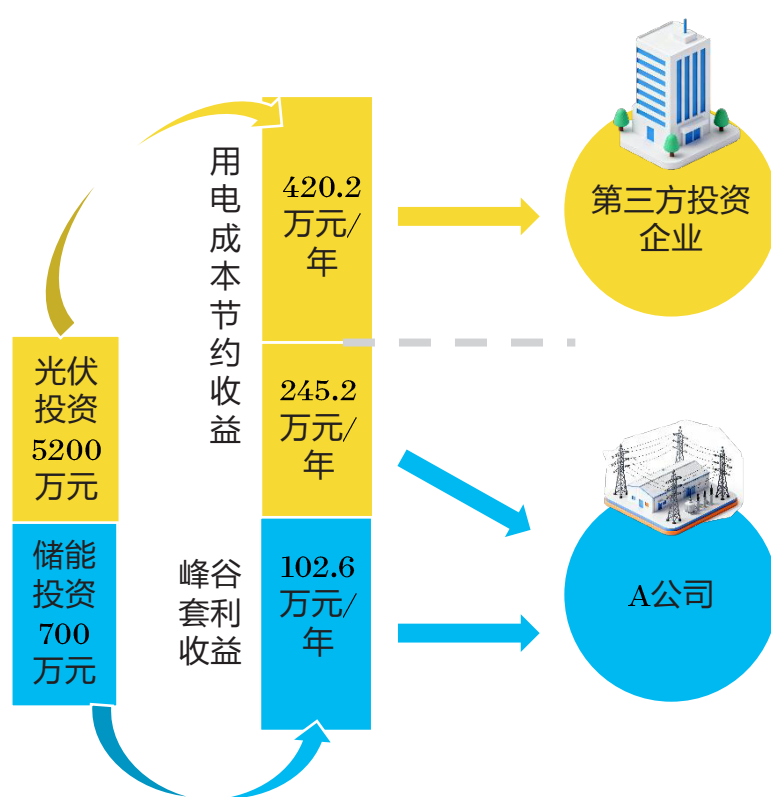 光伏
投资
5200
万元
储能
投资
700
万元
用电成本节约收益
峰谷
套利
收益
420.2
万元/
年
245.2
万元/
年
102.6
万元/
年
第三方投资
企业
A公司